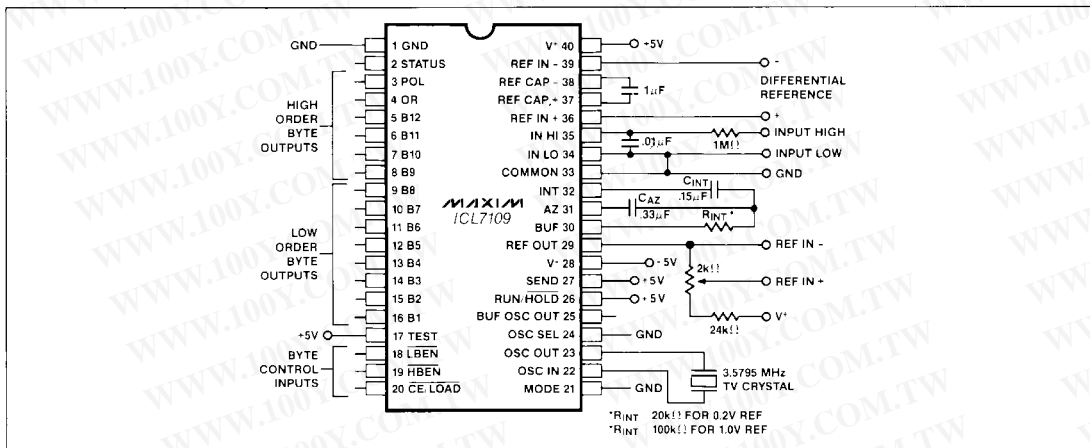 GND
1 GND
2 STATUS
3 POL
4 OR
5 B12
6 B11
7 B10
8 B9
9 B8
10 B7
11 B6
12 B5
13 B4
14 B3
15 B2
16 B1
17 TEST
18 LBEN
19 HBEN
20 CE/LOAD
HIGH
ORDER
BYTE
OUTPUTS
LOW
ORDER
BYTE
OUTPUTS
+5V
BYTE
CONTROL
INPUTS
MAXIM
ICL7109
V+ 40
REF IN - 39
REF CAP - 38
REF CAP + 37
REF IN + 36
IN HI 35
IN LO 34
COMMON 33
INT 32
AZ 31
BUF 30
REF OUT 29
V- 28
SEND 27
RUN/HOLD 26
BUF OSC OUT 25
OSC SEL 24
OSC OUT 23
OSC IN 22
MODE 21
+5V
-
DIFFERENTIAL
REFERENCE
1µF
+
INPUT HIGH
1MΩ
.01µF
INPUT LOW
GND
CINT
.15µF
CAZ
.33µF
RINT*
REF IN -
2kΩ
REF IN +
V+
24kΩ
-5V
+5V
+5V
GND
3.5795 MHz
TV CRYSTAL
GND
*RINT 20kΩ FOR 0.2V REF
*RINT 100kΩ FOR 1.0V REF
WWW.100Y.COM.TW